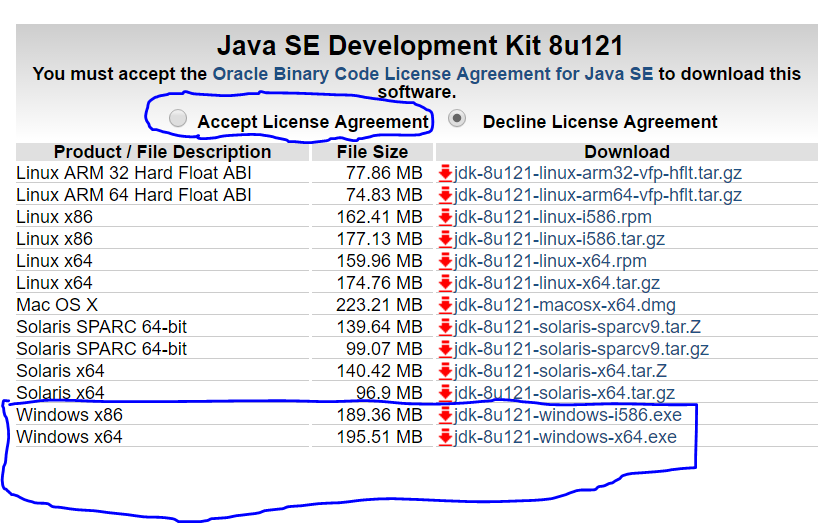 Java SE Development Kit 8u121
You must accept the Oracle Binary Code License Agreement for Java SE to download this
software.
Accept License Agreement Decline License Agreement
Product / File Description File Size Download
Linux ARM 32 Hard Float ABI 77.86 MB jdk-8u121-linux-arm32-vfp-hflt.tar.gz
Linux ARM 64 Hard Float ABI 74.83 MB jdk-8u121-linux-arm64-vfp-hflt.tar.gz
Linux x86 162.41 MB jdk-8u121-linux-i586.rpm
Linux x86 177.13 MB jdk-8u121-linux-i586.tar.gz
Linux x64 159.96 MB jdk-8u121-linux-x64.rpm
Linux x64 174.76 MB jdk-8u121-linux-x64.tar.gz
Mac OS X 223.21 MB jdk-8u121-macosx-x64.dmg
Solaris SPARC 64-bit 139.64 MB jdk-8u121-solaris-sparcv9.tar.Z
Solaris SPARC 64-bit 99.07 MB jdk-8u121-solaris-sparcv9.tar.gz
Solaris x64 140.42 MB jdk-8u121-solaris-x64.tar.Z
Solaris x64 96.9 MB jdk-8u121-solaris-x64.tar.gz
Windows x86 189.36 MB jdk-8u121-windows-i586.exe
Windows x64 195.51 MB jdk-8u121-windows-x64.exe